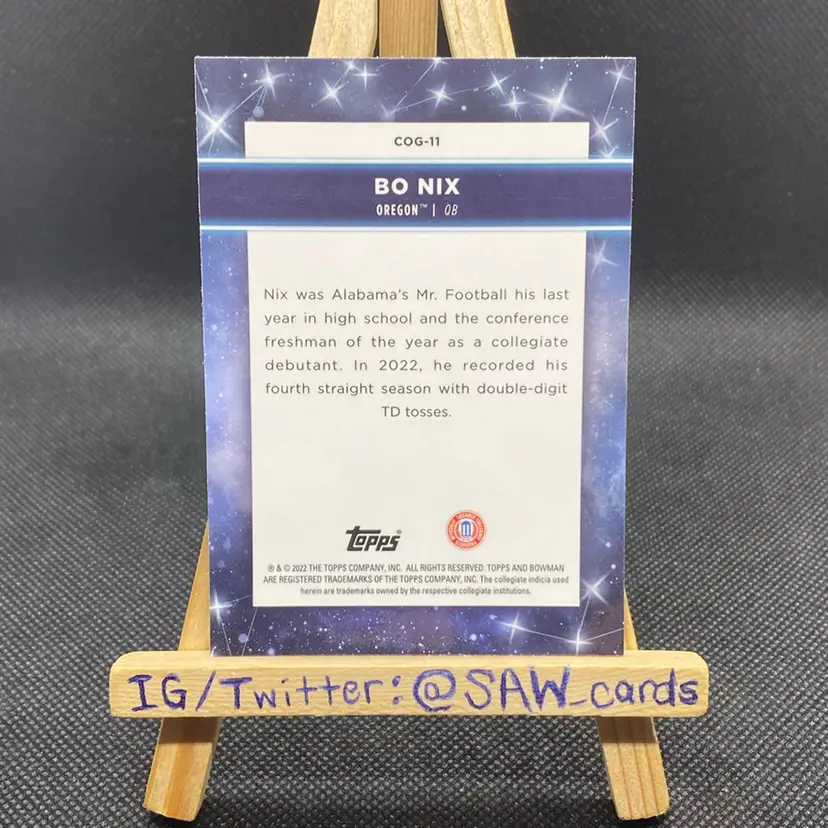 COG-11
BO NIX
OREGON™ | QB
Nix was Alabama's Mr. Football his last
year in high school and the conference
freshman of the year as a collegiate
debutant. In 2022, he recorded his
fourth straight season with double-digit
TD tosses.
Topps®
® & © 2022 THE TOPPS COMPANY, INC. ALL RIGHTS RESERVED. TOPPS AND BOWMAN
ARE REGISTERED TRADEMARKS OF THE TOPPS COMPANY, INC. The collegiate indicia used
herein are trademarks owned by the respective collegiate institutions.
IG/Twitter:@SAW_cards